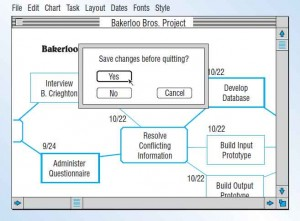 File Edit Chart Task Layout Dates Fonts Style
Bakerloo Bros. Project
Bakerloo
Save changes before quitting?
Yes
No
Cancel
10/22
Interview
B. Crieghton
Develop
Database
10/22
10/22
9/24
Resolve
Conflicting
Information
Build Input
Prototype
Administer
Questionnaire
10/22
Build Output
Prototype